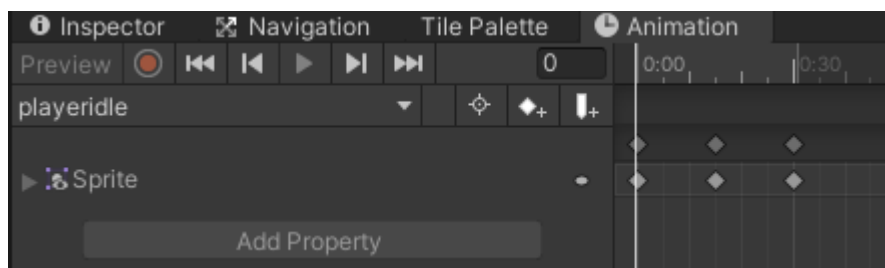 Inspector Navigation Tile Palette Animation
Preview 0 0:00 0:30
playeridle
Sprite
Add Property